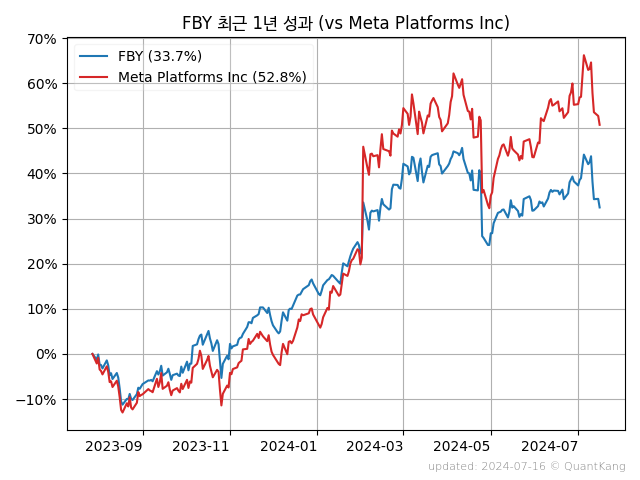 FBY 최근 1년 성과 (vs Meta Platforms Inc)
70%
60%
50%
40%
30%
20%
10%
0%
−10%
FBY (33.7%)
Meta Platforms Inc (52.8%)
2023-09 2023-11 2024-01 2024-03 2024-05 2024-07
updated: 2024-07-16 © QuantKang